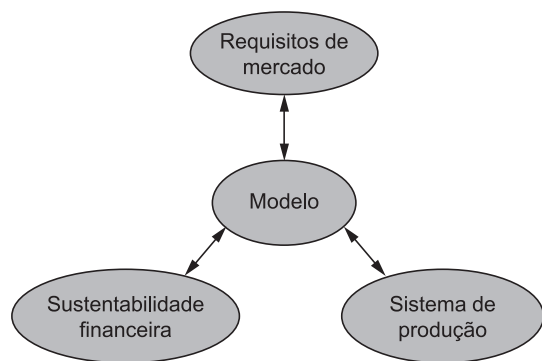 Requisitos de
mercado
Modelo
Sustentabilidade
financeira
Sistema de
produção